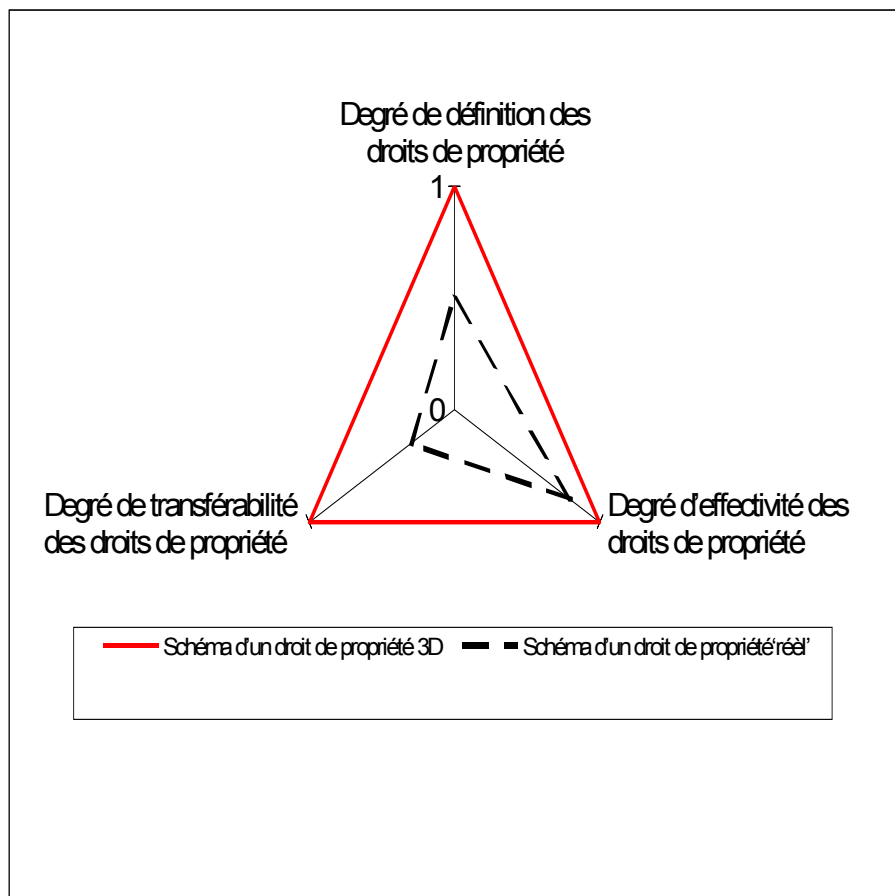 Degré de définition des
droits de propriété
1
0
Degré de transférabilité
des droits de propriété
Degré d'effectivité des
droits de propriété
Schéma d'un droit de propriété 3D
Schéma d'un droit de propriété 'réèl'